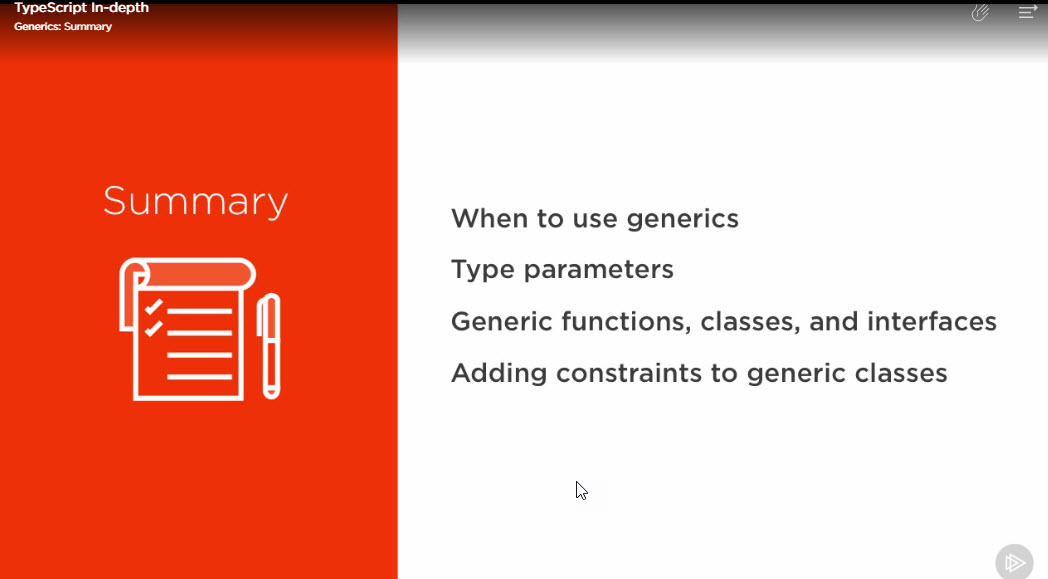 TypeScript In-depth
Generics: Summary
Summary
When to use generics
Type parameters
Generic functions, classes, and interfaces
Adding constraints to generic classes